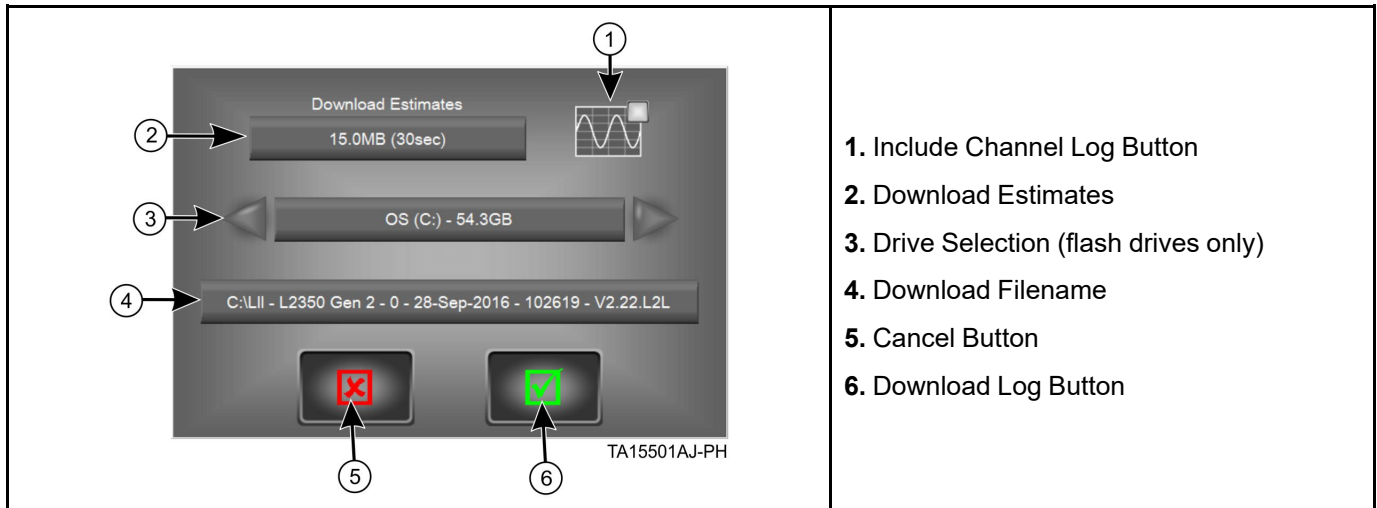 1
Download Estimates
2
15.0MB (30sec)
3
OS (C:) - 54.3GB
4
C:\LII - L2350 Gen 2 - 0 - 28-Sep-2016 - 102619 - V2.22.L2L
TA15501AJ-PH
5
6
1. Include Channel Log Button
2. Download Estimates
3. Drive Selection (flash drives only)
4. Download Filename
5. Cancel Button
6. Download Log Button